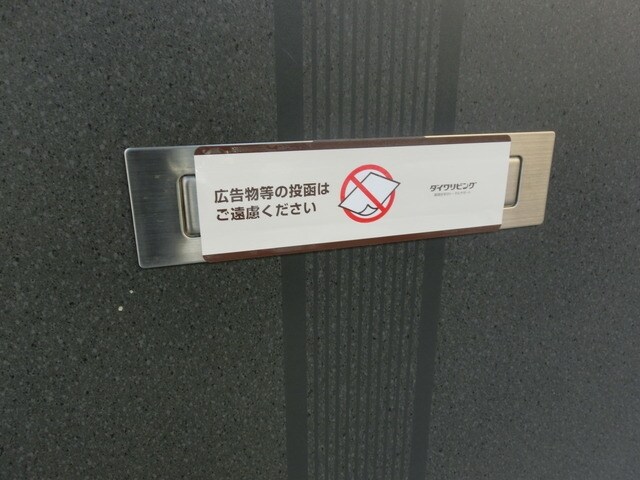 広告物等の投函は
ご遠慮ください
ダイワリビング